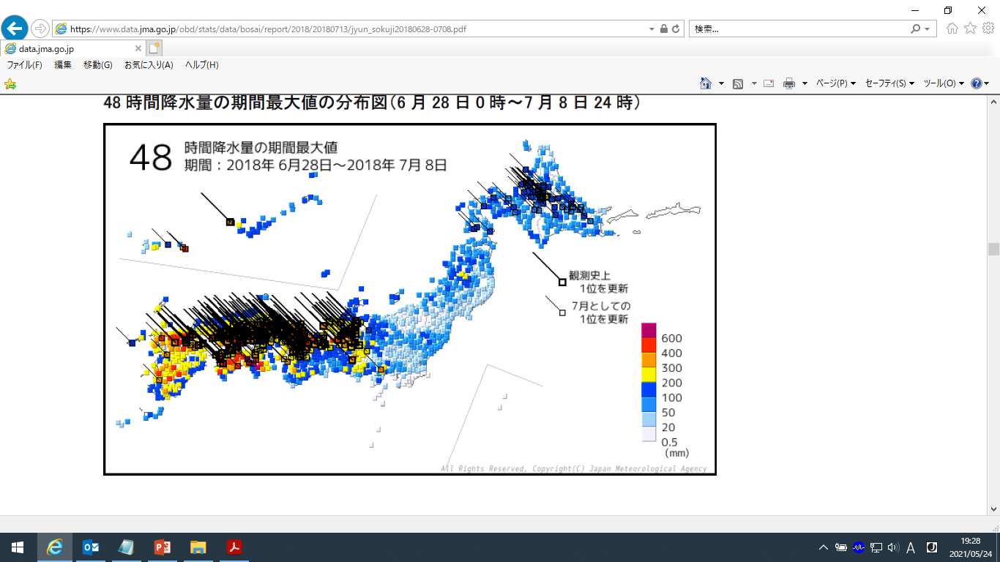 https://www.data.jma.go.jp/obd/stats/data/bosai/report/2018/20180713/jyun_sokuji20180628-0708.pdf
検索...
data.jma.go.jp
ファイル(F) 編集 移動(G) お気に入り(A) ヘルプ(H)
ページ(P) セーフティ(S) ツール(O)
48時間降水量の期間最大値の分布図(6月28日0時～7月8日24時)
48 時間降水量の期間最大値
期間：2018年 6月28日～2018年 7月 8日
観測史上
1位を更新
7月としての
1位を更新
600
400
300
200
100
50
20
0.5
(mm)
All Rights Reserved, Copyright(C) Japan Meteorological Agency
A
19:28
2021/05/24